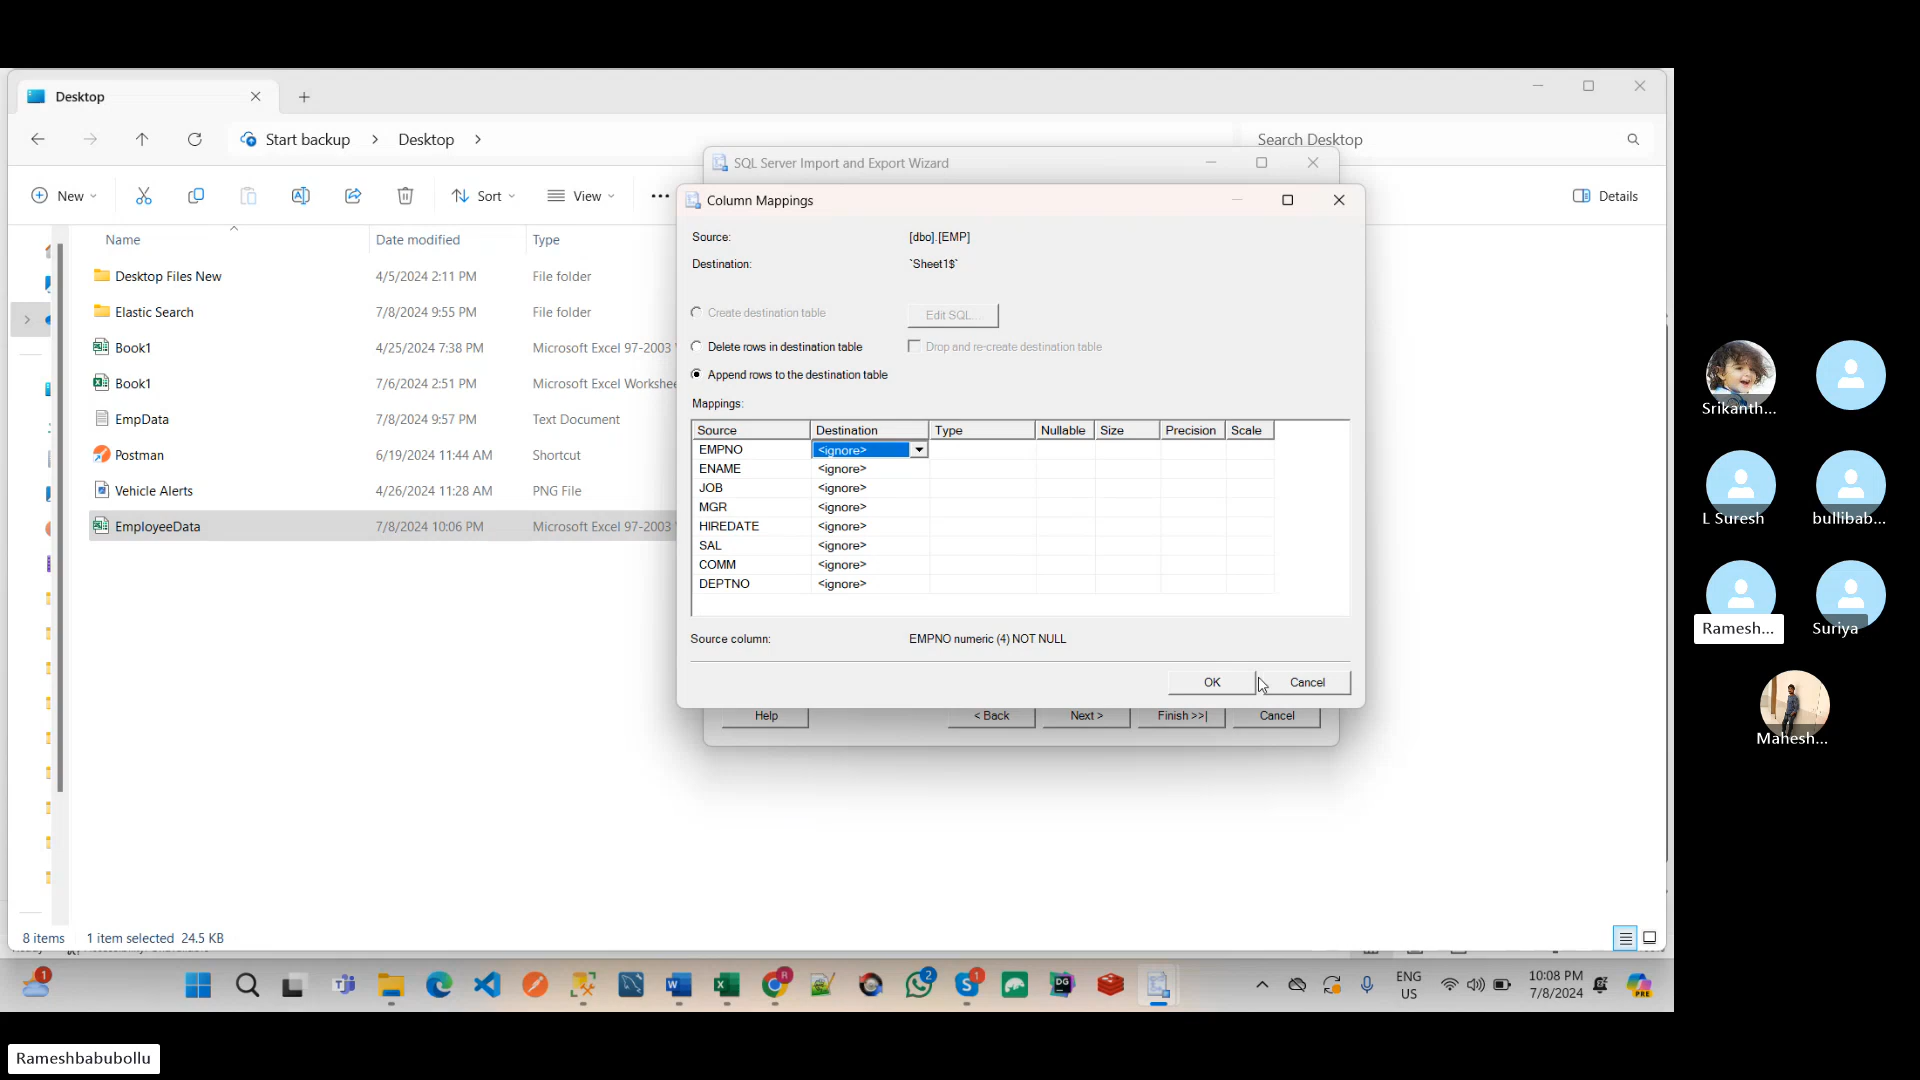 Desktop
Start backup
Desktop
Search Desktop
New
Sort
View
Details
Name
Date modified
Type
Desktop Files New
4/5/2024 2:11 PM
File folder
Elastic Search
7/8/2024 9:55 PM
File folder
Book1
4/25/2024 7:38 PM
Microsoft Excel 97-2003
Book1
7/6/2024 2:51 PM
Microsoft Excel Workshee
EmpData
7/8/2024 9:57 PM
Text Document
Postman
6/19/2024 11:44 AM
Shortcut
Vehicle Alerts
4/26/2024 11:28 AM
PNG File
EmployeeData
7/8/2024 10:06 PM
Microsoft Excel 97-2003
8 items
1 item selected 24.5 KB
SQL Server Import and Export Wizard
Column Mappings
Source:
[dbo].[EMP]
Destination:
`Sheet1$`
Create destination table
Edit SQL...
Delete rows in destination table
Drop and re-create destination table
Append rows to the destination table
Mappings:
Source Destination Type Nullable Size Precision Scale
EMPNO <ignore>
ENAME <ignore>
JOB <ignore>
MGR <ignore>
HIREDATE <ignore>
SAL <ignore>
COMM <ignore>
DEPTNO <ignore>
Source column:
EMPNO numeric (4) NOT NULL
OK
Cancel
Help
< Back
Next >
Finish >>|
Cancel
Srikanth...
L Suresh
bullibab...
Ramesh...
Suriya
Mahesh...
1
R
2
1
DG
ENG
US
10:08 PM
7/8/2024
PRE
Rameshbabubollu